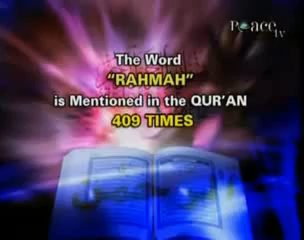 Peace tv
The Word
“RAHMAH”
is Mentioned in the QUR’AN
409 TIMES